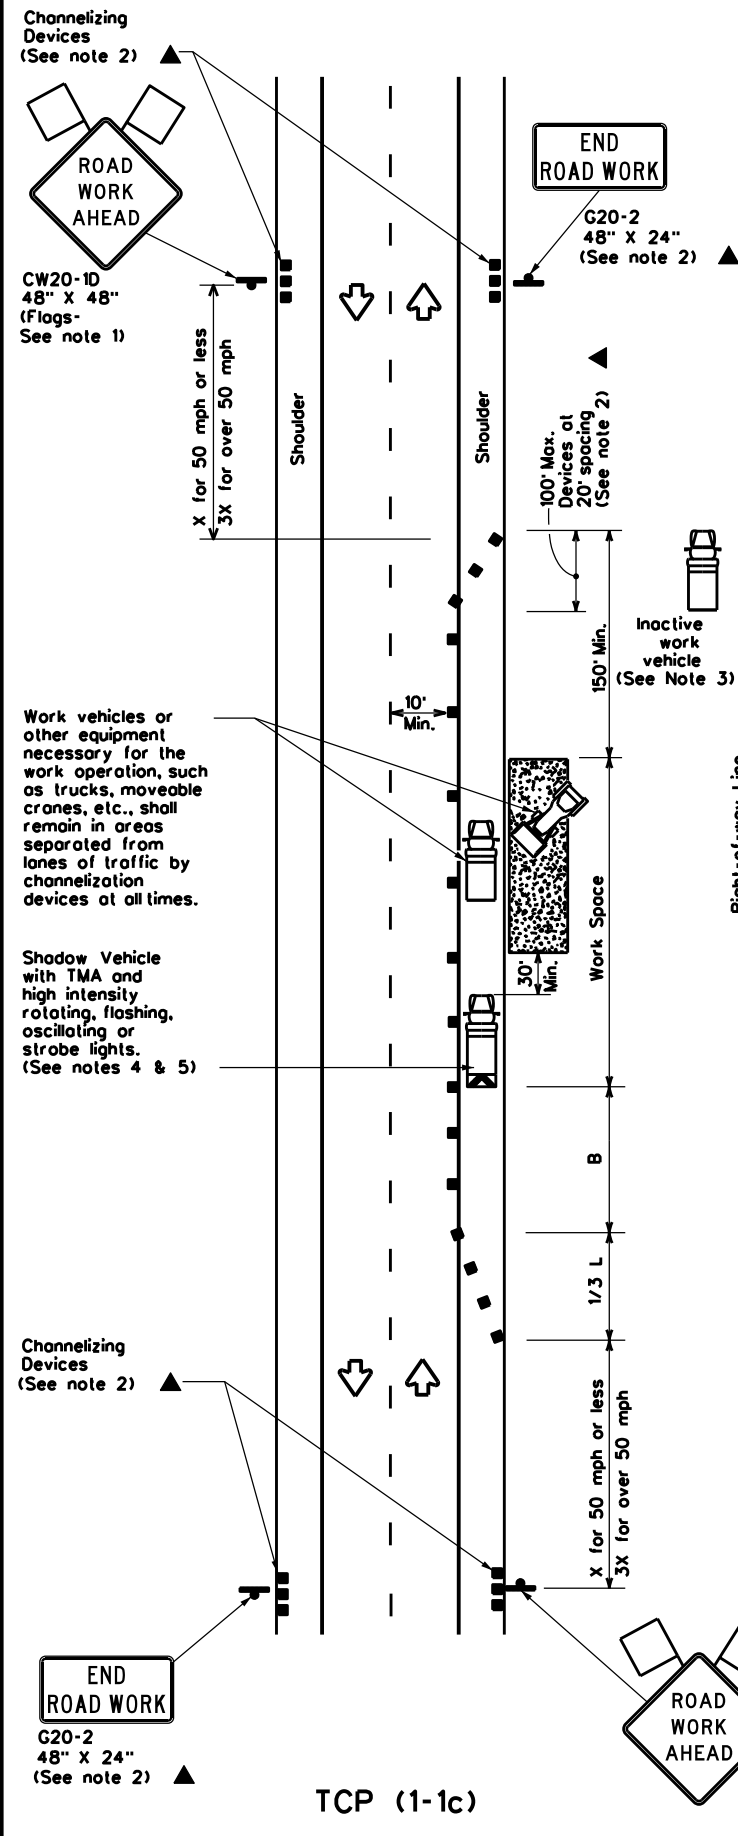 Channelizing
Devices
(See note 2)
ROAD
WORK
AHEAD
CW20-1D
48" X 48"
(Flags-
See note 1)
END
ROAD WORK
G20-2
48" X 24"
(See note 2)
X for 50 mph or less
3X for over 50 mph
Shoulder
Shoulder
100' Max.
Devices at
20' spacing
(See note 2)
150' Min.
Inactive
work
vehicle
(See Note 3)
10'
Min.
Work vehicles or
other equipment
necessary for the
work operation, such
as trucks, moveable
cranes, etc., shall
remain in areas
separated from
lanes of traffic by
channelization
devices at all times.
Right-of-way Line
Work Space
30'
Min.
Shadow Vehicle
with TMA and
high intensity
rotating, flashing,
oscillating or
strobe lights.
(See notes 4 & 5)
B
1/3 L
Channelizing
Devices
(See note 2)
X for 50 mph or less
3X for over 50 mph
END
ROAD WORK
G20-2
48" X 24"
(See note 2)
ROAD
WORK
AHEAD
TCP (1-1c)